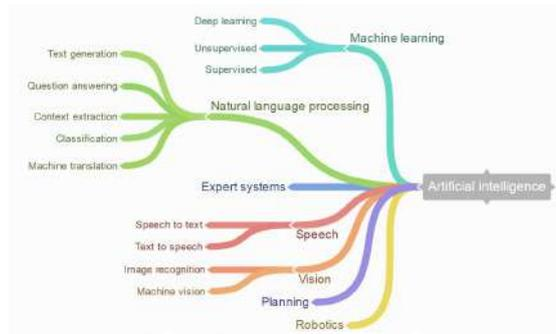 Deep learning
Unsupervised
Supervised
Machine learning
Text generation
Question answering
Context extraction
Classification
Machine translation
Natural language processing
Expert systems
Artificial intelligence
Speech to text
Text to speech
Speech
Image recognition
Machine vision
Vision
Planning
Robotics